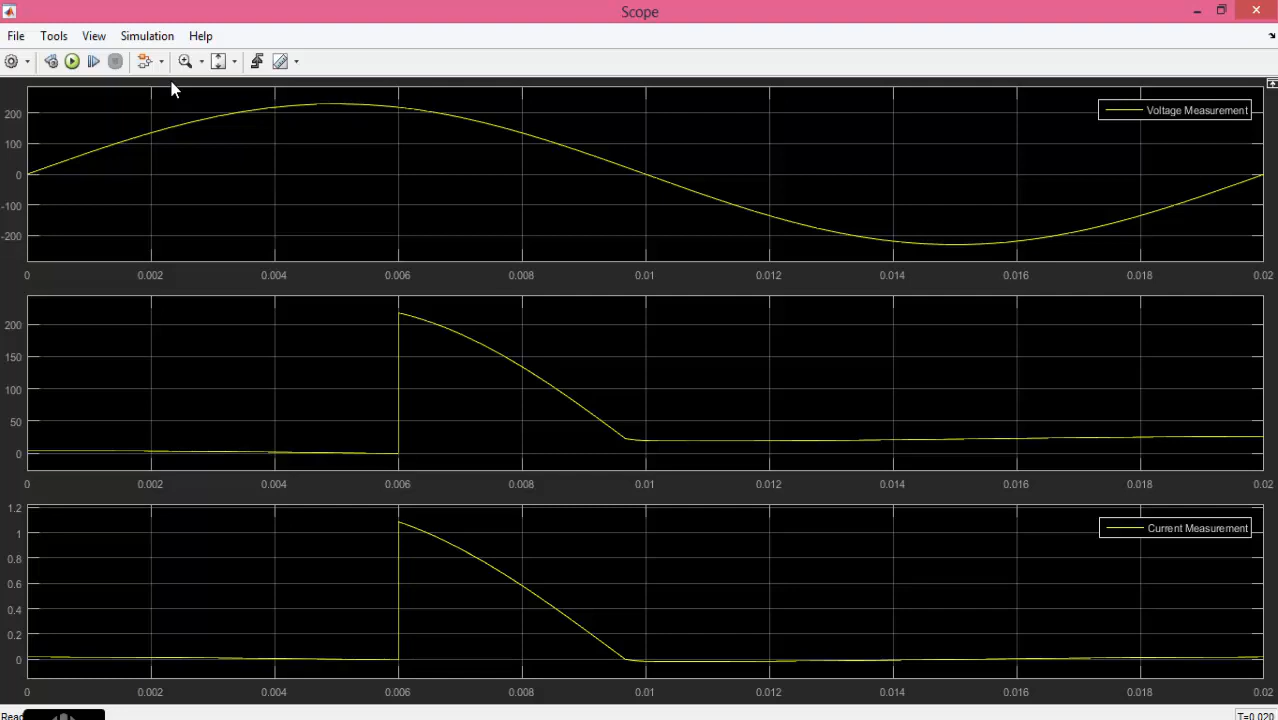 Scope
File Tools View Simulation Help
Voltage Measurement
200
100
0
-100
-200
0 0.002 0.004 0.006 0.008 0.01 0.012 0.014 0.016 0.018 0.02
200
150
100
50
0
0 0.002 0.004 0.006 0.008 0.01 0.012 0.014 0.016 0.018 0.02
Current Measurement
1.2
1
0.8
0.6
0.4
0.2
0
0 0.002 0.004 0.006 0.008 0.01 0.012 0.014 0.016 0.018 0.02
T=0.020